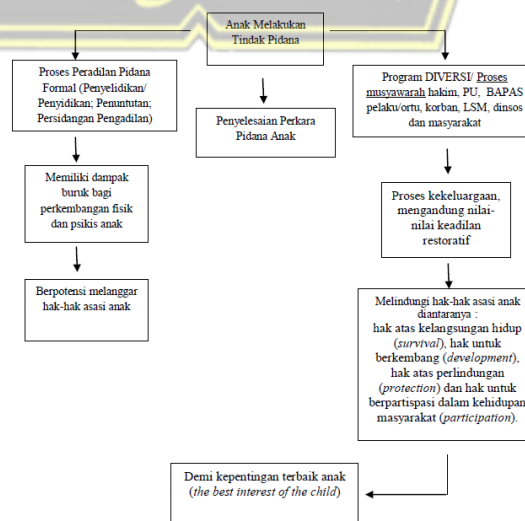 Anak Melakukan
Tindak Pidana
Proses Peradilan Pidana
Formal (Penyelidikan/
Penyidikan; Penuntutan;
Persidangan Pengadilan)
Memiliki dampak
buruk bagi
perkembangan fisik
dan psikis anak
Berpotensi melanggar
hak-hak asasi anak
Penyelesaian Perkara
Pidana Anak
Program DIVERSI/ Proses
musyawarah hakim, PU, BAPAS
pelaku/ortu, korban, LSM, dinsos
dan masyarakat
Proses kekeluargaan,
mengandung nilai-
nilai keadilan
restoratif
Melindungi hak-hak asasi anak
diantaranya :
hak atas kelangsungan hidup
(survival), hak untuk
berkembang (development),
hak atas perlindungan
(protection) dan hak untuk
berpartispasi dalam kehidupan
masyarakat (participation).
Demi kepentingan terbaik anak
(the best interest of the child)